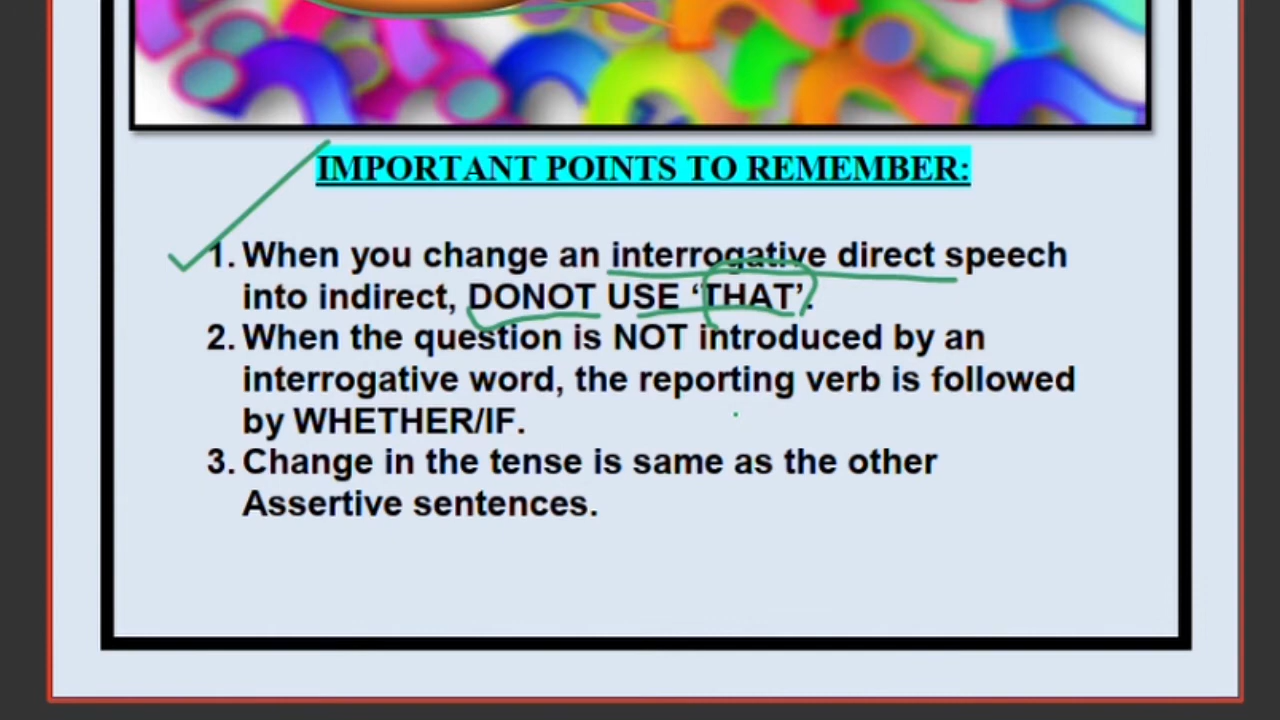 IMPORTANT POINTS TO REMEMBER:
1. When you change an interrogative direct speech
into indirect, DONOT USE ‘THAT’.
2. When the question is NOT introduced by an
interrogative word, the reporting verb is followed
by WHETHER/IF.
3. Change in the tense is same as the other
Assertive sentences.